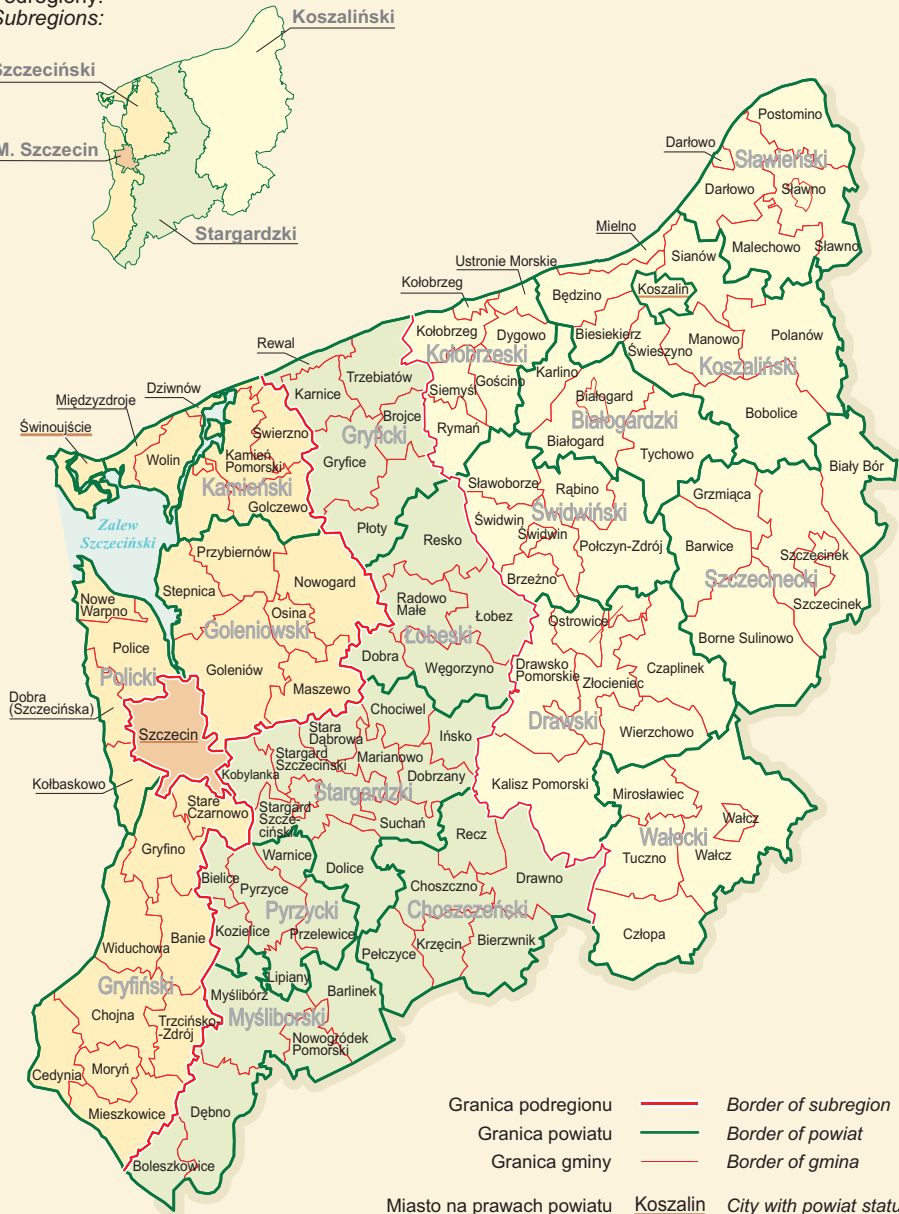 Subregions:
Koszaliński
Szczeciński
M. Szczecin
Stargardzki
Postomino
Darłowo
Sławieński
Darłowo
Sławno
Mielno
Malechowo
Sławno
Sianów
Ustronie Morskie
Kołobrzeg
Będzino
Koszalin
Kołobrzeg
Dygowo
Biesiekierz
Manowo
Polanów
Rewal
Kołobrzeski
Świeszyno
Koszaliński
Trzebiatów
Karlino
Gościno
Siemyśl
Karnice
Dziwnów
Białogard
Międzyzdroje
Brojce
Białogardzki
Bobolice
Świnoujście
Świerzno
Gryficki
Rymań
Białogard
Wolin
Kamień
Pomorski
Gryfice
Tychowo
Biały Bór
Kamieński
Sławoborze
Rąbino
Grzmiąca
Golczewo
Świdwiński
Zalew
Szczeciński
Płoty
Świdwin
Świdwin
Resko
Połczyn-Zdrój
Barwice
Szczecinek
Przybiernów
Nowogard
Brzeżno
Szczecinecki
Stepnica
Radowo
Małe
Nowe
Warpno
Osina
Łobez
Szczecinek
Goleniowski
Łobeski
Ostrowice
Borne Sulinowo
Police
Dobra
Węgorzyno
Drawsko
Pomorskie
Czaplinek
Policki
Goleniów
Złocieniec
Maszewo
Dobra
(Szczecińska)
Chociwel
Drawski
Wierzchowo
Szczecin
Stara
Dąbrowa
Ińsko
Stargard
Szczeciński
Marianowo
Kobylanka
Dobrzany
Kołbaskowo
Kalisz Pomorski
Stargardzki
Mirosławiec
Stare
Czarnowo
Stargard
Szcze-
ciński
Suchań
Wałcz
Recz
Wałecki
Gryfino
Warnice
Tuczno
Wałcz
Bielice
Pyrzyce
Dolice
Drawno
Choszczno
Pyrzycki
Choszczeński
Kozielice
Przelewice
Człopa
Banie
Widuchowa
Pełczyce
Krzęcin
Bierzwnik
Lipiany
Gryfiński
Myślibórz
Barlinek
Chojna
Trzcińsko-
-Zdrój
Myśliborski
Nowogródek
Pomorski
Moryń
Cedynia
Mieszkowice
Dębno
Boleszkowice
Granica podregionu Border of subregion
Granica powiatu Border of powiat
Granica gminy Border of gmina
Miasto na prawach powiatu Koszalin City with powiat status